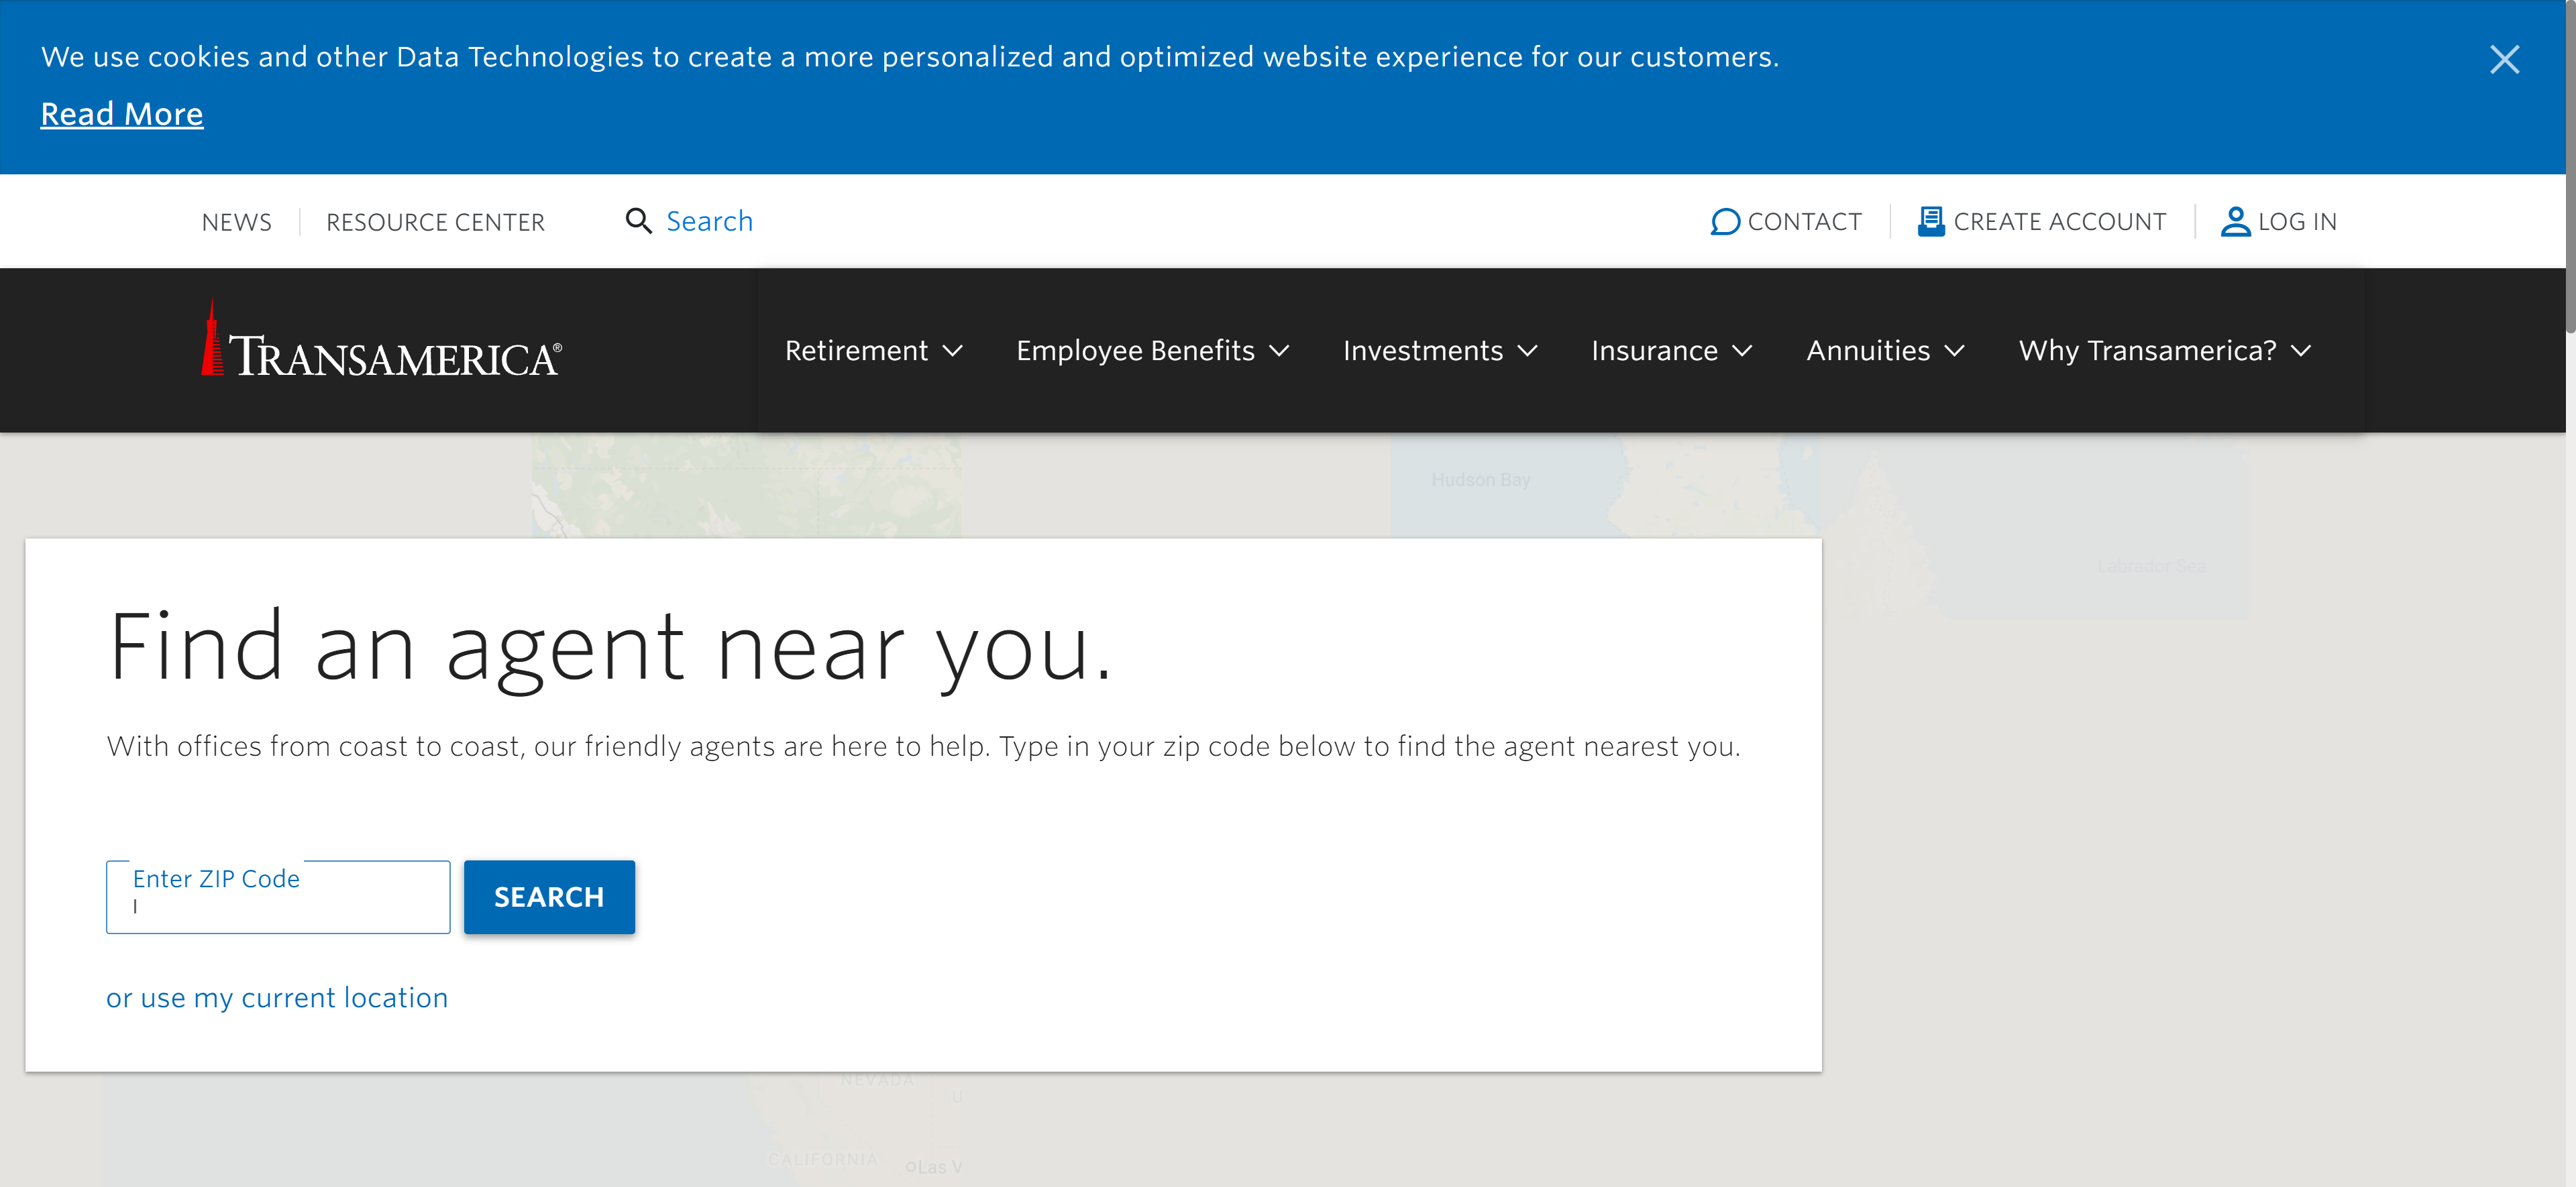 We use cookies and other Data Technologies to create a more personalized and optimized website experience for our customers.
Read More
NEWS
RESOURCE CENTER
Search
CONTACT
CREATE ACCOUNT
LOG IN
TRANSAMERICA®
Retirement
Employee Benefits
Investments
Insurance
Annuities
Why Transamerica?
Hudson Bay
Labrador Sea
Find an agent near you.
With offices from coast to coast, our friendly agents are here to help. Type in your zip code below to find the agent nearest you.
Enter ZIP Code
SEARCH
or use my current location
NEVADA
U
CALIFORNIA
Las V